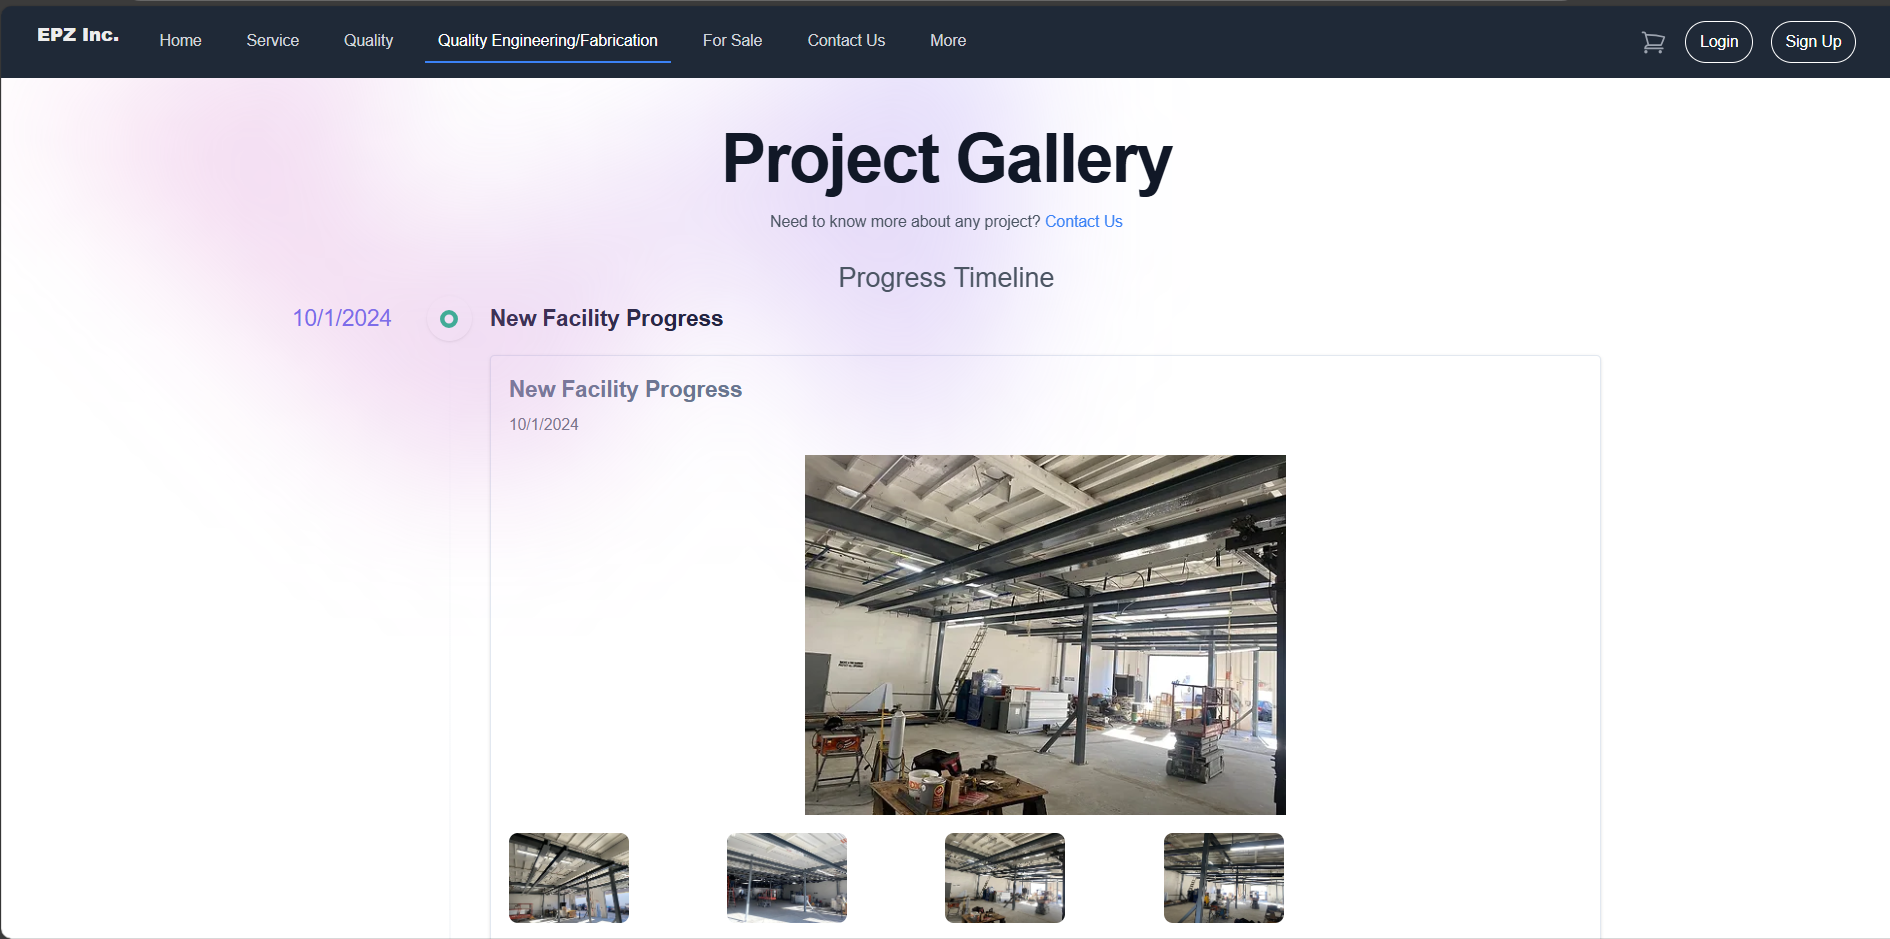 EPZ Inc.
Home
Service
Quality
Quality Engineering/Fabrication
For Sale
Contact Us
More
Login
Sign Up
Project Gallery
Need to know more about any project? Contact Us
Progress Timeline
10/1/2024
New Facility Progress
New Facility Progress
10/1/2024